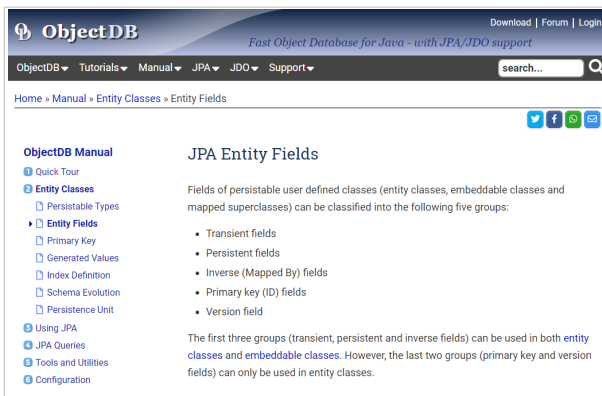 ObjectDB
Download | Forum | Login
Fast Object Database for Java - with JPA/JDO support
ObjectDB Tutorials Manual JPA JDO Support
search...
Home » Manual » Entity Classes » Entity Fields
ObjectDB Manual
1 Quick Tour
2 Entity Classes
Persistable Types
Entity Fields
Primary Key
Generated Values
Index Definition
Schema Evolution
Persistence Unit
3 Using JPA
4 JPA Queries
5 Tools and Utilities
6 Configuration
JPA Entity Fields
Fields of persistable user defined classes (entity classes, embeddable classes and
mapped superclasses) can be classified into the following five groups:
• Transient fields
• Persistent fields
• Inverse (Mapped By) fields
• Primary key (ID) fields
• Version field
The first three groups (transient, persistent and inverse fields) can be used in both entity
classes and embeddable classes. However, the last two groups (primary key and version
fields) can only be used in entity classes.